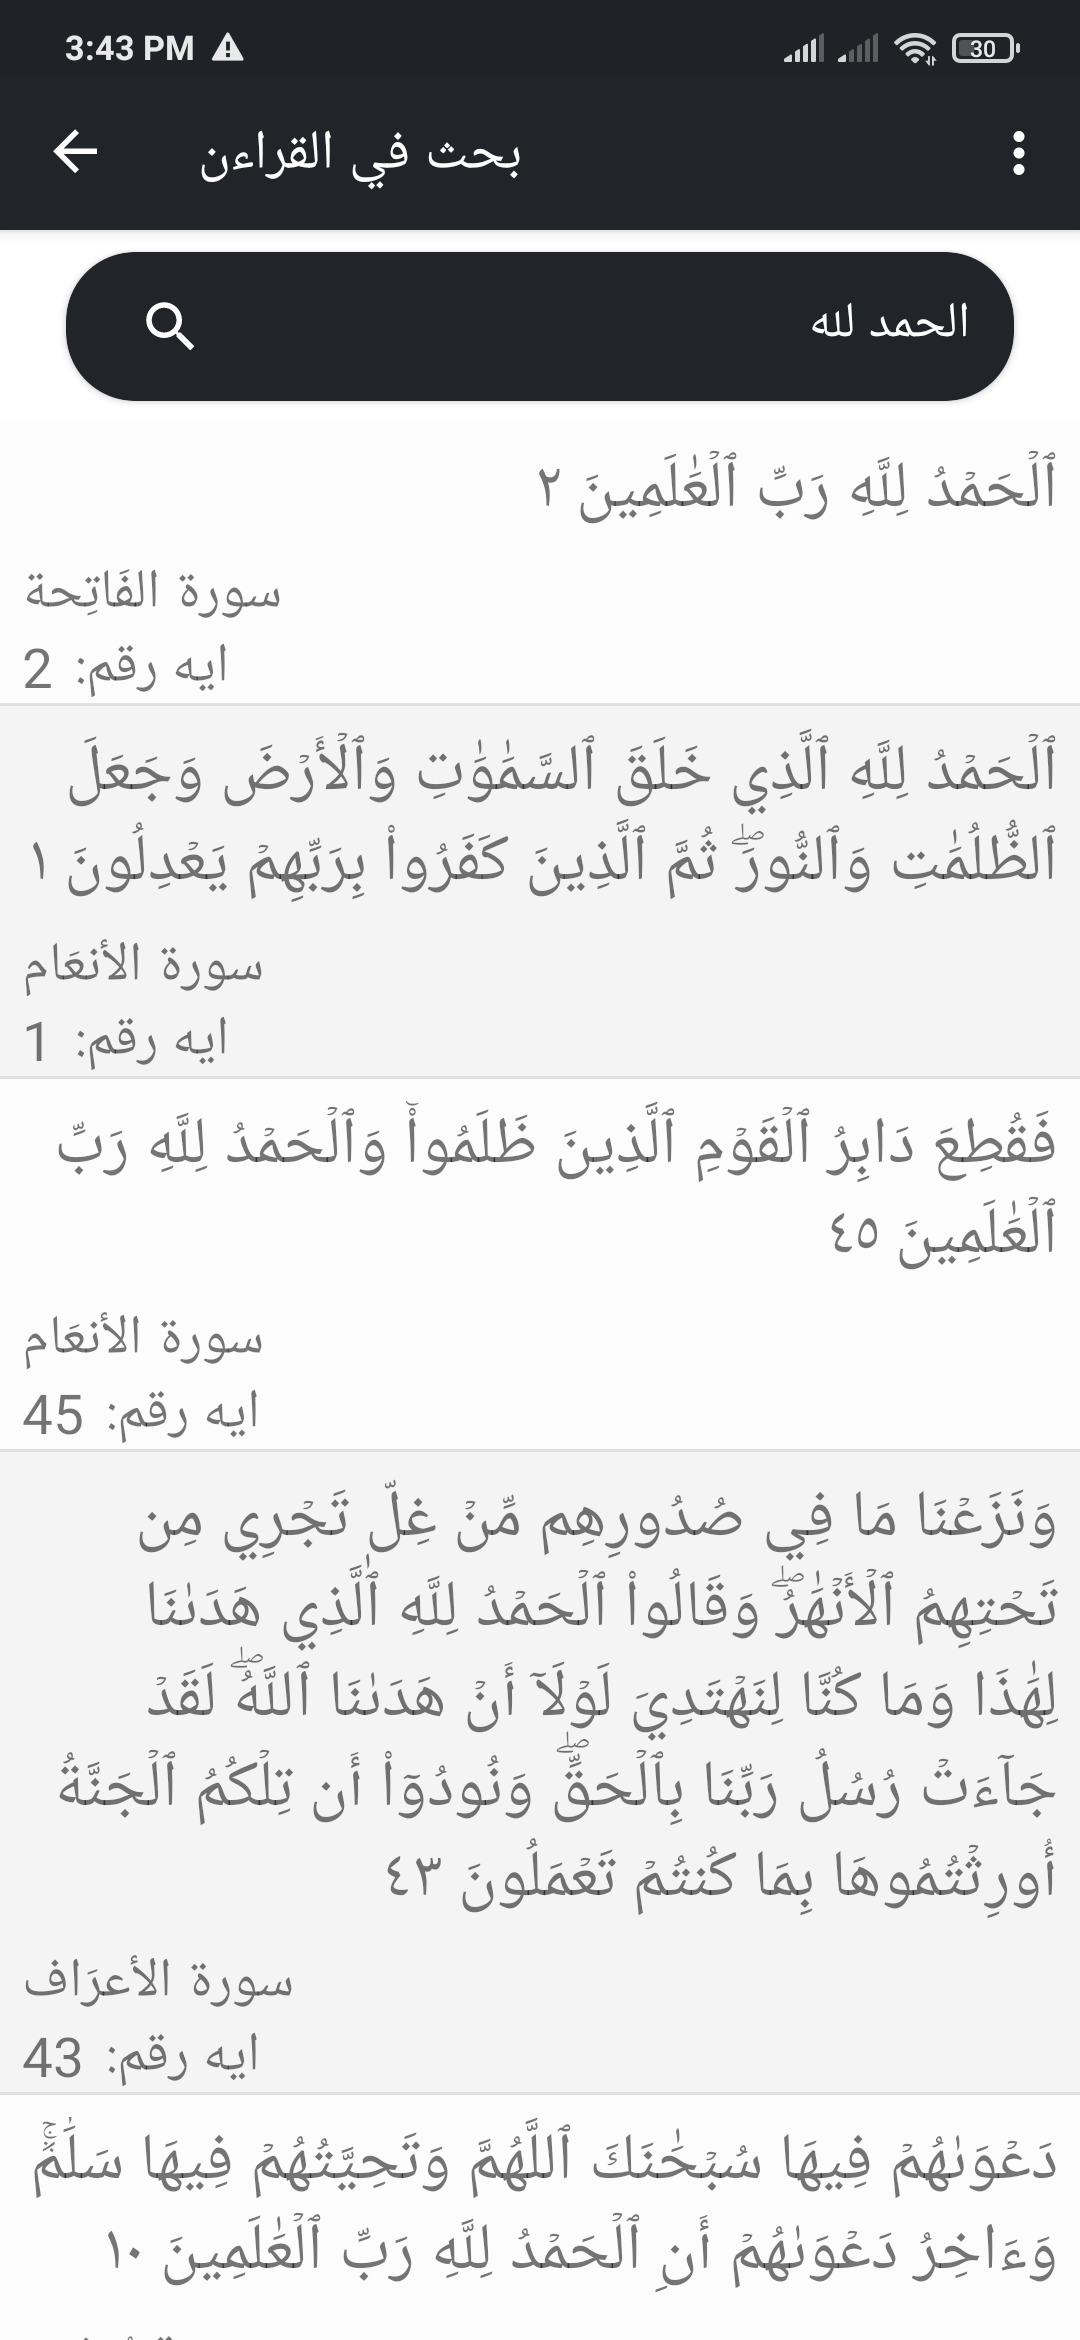 3:43 PM
30
بحث في القراءن
الحمد لله
ٱلۡحَمۡدُ لِلَّهِ رَبِّ ٱلۡعَٰلَمِينَ ٢
سورة الفَاتِحة
ايه رقم: 2
ٱلۡحَمۡدُ لِلَّهِ ٱلَّذِي خَلَقَ ٱلسَّمَٰوَٰتِ وَٱلۡأَرۡضَ وَجَعَلَ
ٱلظُّلُمَٰتِ وَٱلنُّورَۖ ثُمَّ ٱلَّذِينَ كَفَرُواْ بِرَبِّهِمۡ يَعۡدِلُونَ ١
سورة الأنعَام
ايه رقم: 1
فَقُطِعَ دَابِرُ ٱلۡقَوۡمِ ٱلَّذِينَ ظَلَمُواْۚ وَٱلۡحَمۡدُ لِلَّهِ رَبِّ
ٱلۡعَٰلَمِينَ ٤٥
سورة الأنعَام
ايه رقم: 45
وَنَزَعۡنَا مَا فِي صُدُورِهِم مِّنۡ غِلّٖ تَجۡرِي مِن
تَحۡتِهِمُ ٱلۡأَنۡهَٰرُۖ وَقَالُواْ ٱلۡحَمۡدُ لِلَّهِ ٱلَّذِي هَدَىٰنَا
لِهَٰذَا وَمَا كُنَّا لِنَهۡتَدِيَ لَوۡلَآ أَنۡ هَدَىٰنَا ٱللَّهُۖ لَقَدۡ
جَآءَتۡ رُسُلُ رَبِّنَا بِٱلۡحَقِّۖ وَنُودُوٓاْ أَن تِلۡكُمُ ٱلۡجَنَّةُ
أُورِثۡتُمُوهَا بِمَا كُنتُمۡ تَعۡمَلُونَ ٤٣
سورة الأعرَاف
ايه رقم: 43
دَعۡوَىٰهُمۡ فِيهَا سُبۡحَٰنَكَ ٱللَّهُمَّ وَتَحِيَّتُهُمۡ فِيهَا سَلَٰمٞۚ
وَءَاخِرُ دَعۡوَىٰهُمۡ أَنِ ٱلۡحَمۡدُ لِلَّهِ رَبِّ ٱلۡعَٰلَمِينَ ١٠